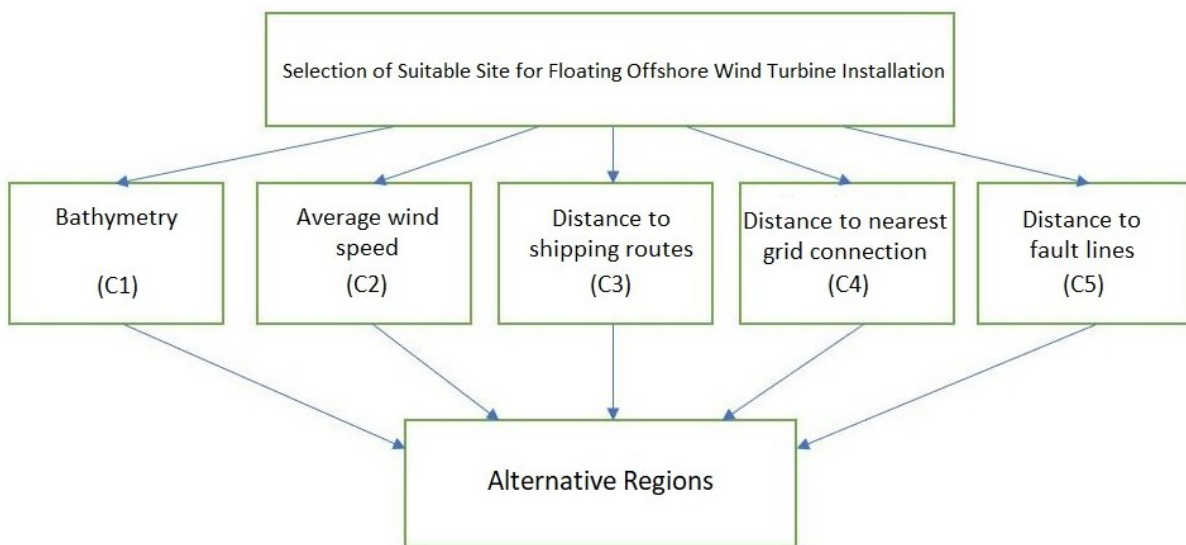 Selection of Suitable Site for Floating Offshore Wind Turbine Installation
Bathymetry
(C1)
Average wind
speed
(C2)
Distance to
shipping routes
(C3)
Distance to nearest
grid connection
(C4)
Distance to
fault lines
(C5)
Alternative Regions